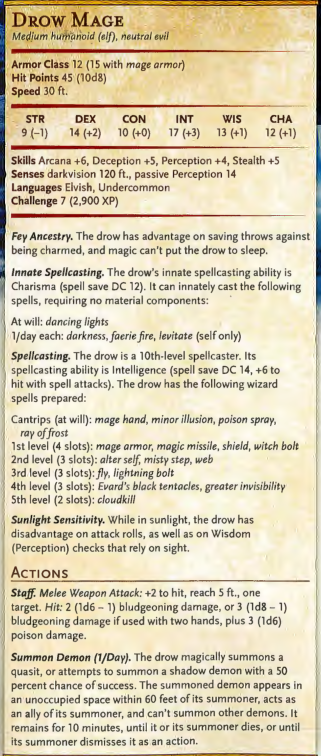 DROW MAGE
Medium humanoid (elf), neutral evil
Armor Class 12 (15 with mage armor)
Hit Points 45 (10d8)
Speed 30 ft.
STR DEX CON INT WIS CHA
9 (–1) 14 (+2) 10 (+0) 17 (+3) 13 (+1) 12 (+1)
Skills Arcana +6, Deception +5, Perception +4, Stealth +5
Senses darkvision 120 ft., passive Perception 14
Languages Elvish, Undercommon
Challenge 7 (2,900 XP)
Fey Ancestry. The drow has advantage on saving throws against
being charmed, and magic can't put the drow to sleep.
Innate Spellcasting. The drow's innate spellcasting ability is
Charisma (spell save DC 12). It can innately cast the following
spells, requiring no material components:
At will: dancing lights
1/day each: darkness, faerie fire, levitate (self only)
Spellcasting. The drow is a 10th-level spellcaster. Its
spellcasting ability is Intelligence (spell save DC 14, +6 to
hit with spell attacks). The drow has the following wizard
spells prepared:
Cantrips (at will): mage hand, minor illusion, poison spray,
ray of frost
1st level (4 slots): mage armor, magic missile, shield, witch bolt
2nd level (3 slots): alter self, misty step, web
3rd level (3 slots): fly, lightning bolt
4th level (3 slots): Evard's black tentacles, greater invisibility
5th level (2 slots): cloudkill
Sunlight Sensitivity. While in sunlight, the drow has
disadvantage on attack rolls, as well as on Wisdom
(Perception) checks that rely on sight.
ACTIONS
Staff. Melee Weapon Attack: +2 to hit, reach 5 ft., one
target. Hit: 2 (1d6 – 1) bludgeoning damage, or 3 (1d8 – 1)
bludgeoning damage if used with two hands, plus 3 (1d6)
poison damage.
Summon Demon (1/Day). The drow magically summons a
quasit, or attempts to summon a shadow demon with a 50
percent chance of success. The summoned demon appears in
an unoccupied space within 60 feet of its summoner, acts as
an ally of its summoner, and can't summon other demons. It
remains for 10 minutes, until it or its summoner dies, or until
its summoner dismisses it as an action.